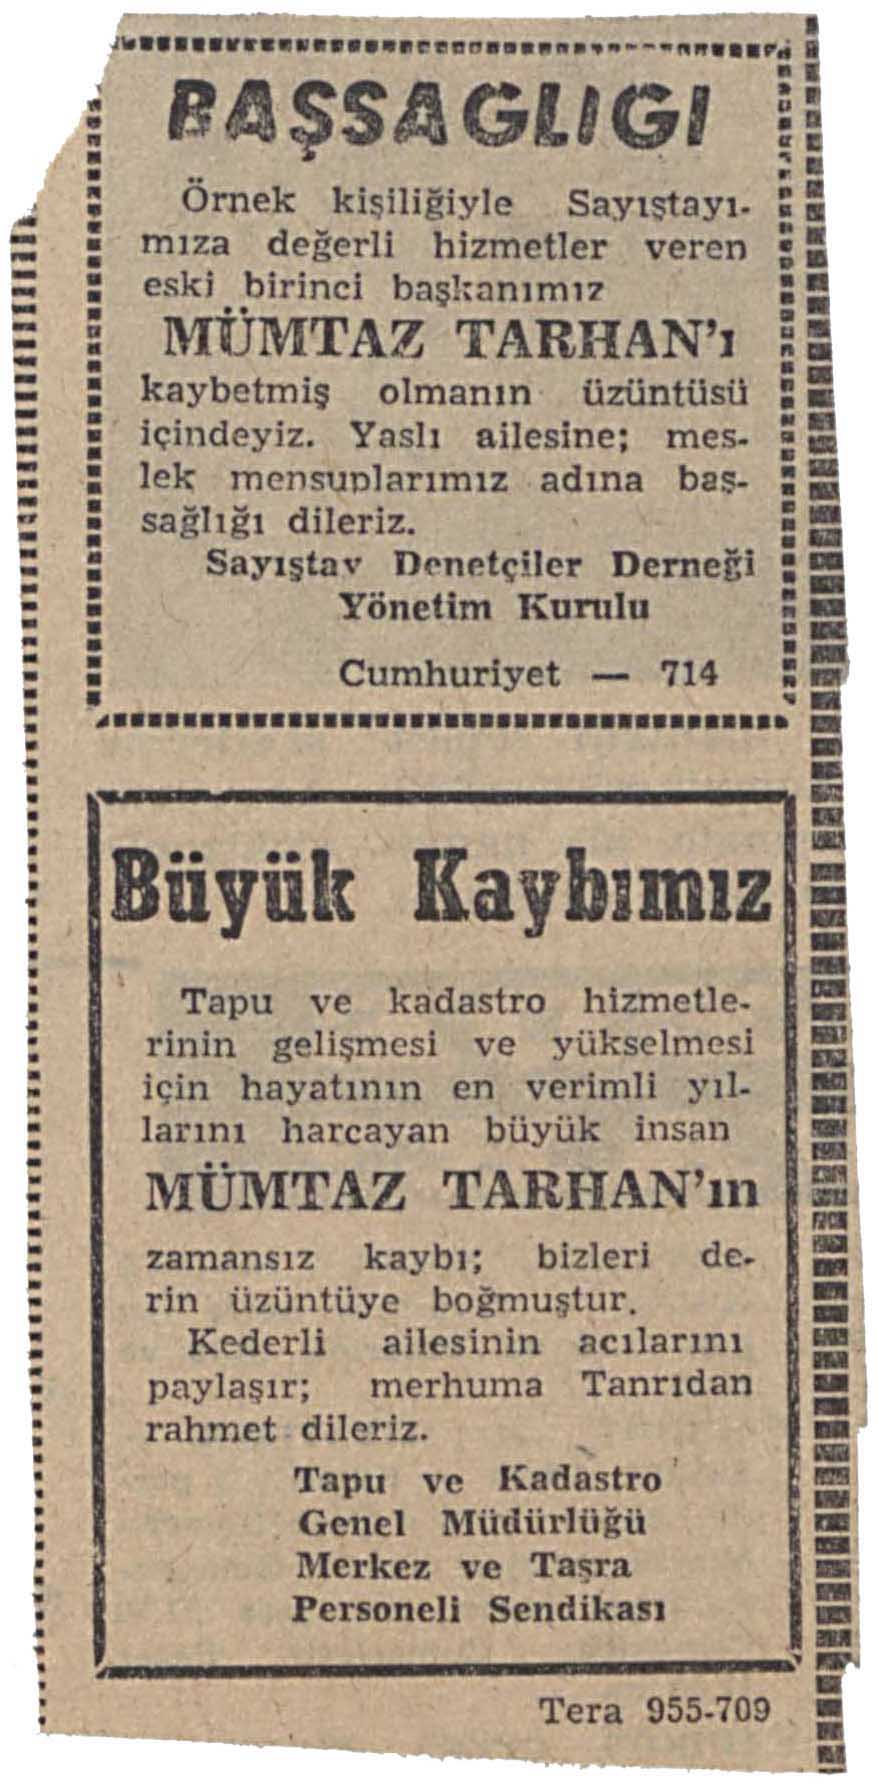 BAŞSAGLIGI
Örnek kişiliğiyle Sayıştayı-
mıza değerli hizmetler veren
eski birinci başkanımız
MÜMTAZ TARHAN'ı
kaybetmiş olmanın üzüntüsü
içindeyiz. Yaslı ailesine; mes-
lek mensuplarımız adına baş-
sağlığı dileriz.
Sayıştay Denetçiler Derneği
Yönetim Kurulu
Cumhuriyet — 714
Büyük Kaybımız
Tapu ve kadastro hizmetle-
rinin gelişmesi ve yükselmesi
için hayatının en verimli yıl-
larını harcayan büyük insan
MÜMTAZ TARHAN'ın
zamansız kaybı; bizleri de-
rin üzüntüye boğmuştur.
Kederli ailesinin acılarını
paylaşır; merhuma Tanrıdan
rahmet dileriz.
Tapu ve Kadastro
Genel Müdürlüğü
Merkez ve Taşra
Personeli Sendikası
Tera 955-709